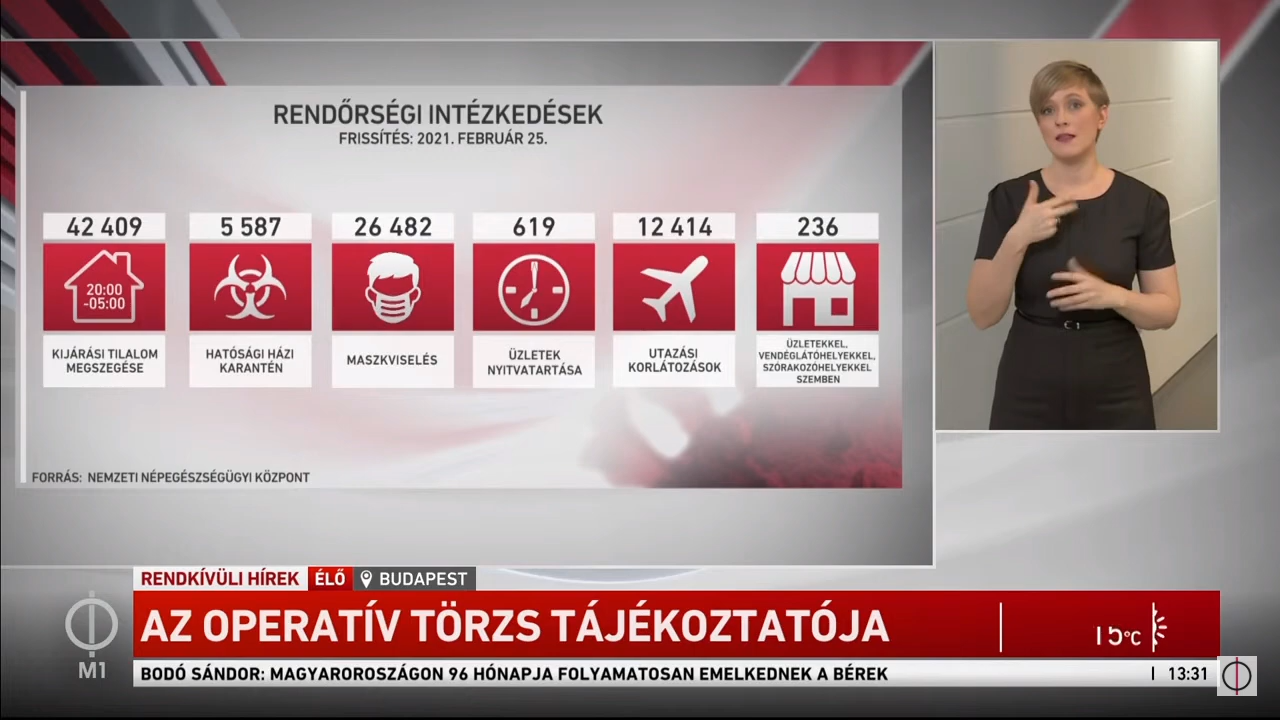 RENDŐRSÉGI INTÉZKEDÉSEK
FRISSÍTÉS: 2021. FEBRUÁR 25.
42 409
5 587
26 482
619
12 414
236
20:00
-05:00
KIJÁRÁSI TILALOM
MEGSZEGÉSE
HATÓSÁGI HÁZI
KARANTÉN
MASZKVISELÉS
ÜZLETEK
NYITVATARTÁSA
UTAZÁSI
KORLÁTOZÁSOK
ÜZLETEKKEL,
VENDÉGLÁTÓHELYEKKEL,
SZÓRAKOZÓHELYEKKEL
SZEMBEN
FORRÁS: NEMZETI NÉPEGÉSZSÉGÜGYI KÖZPONT
RENDKÍVÜLI HÍREK ÉLŐ BUDAPEST
AZ OPERATÍV TÖRZS TÁJÉKOZTATÓJA
15°C
M1
BODÓ SÁNDOR: MAGYARORSZÁGON 96 HÓNAPJA FOLYAMATOSAN EMELKEDNEK A BÉREK
13:31